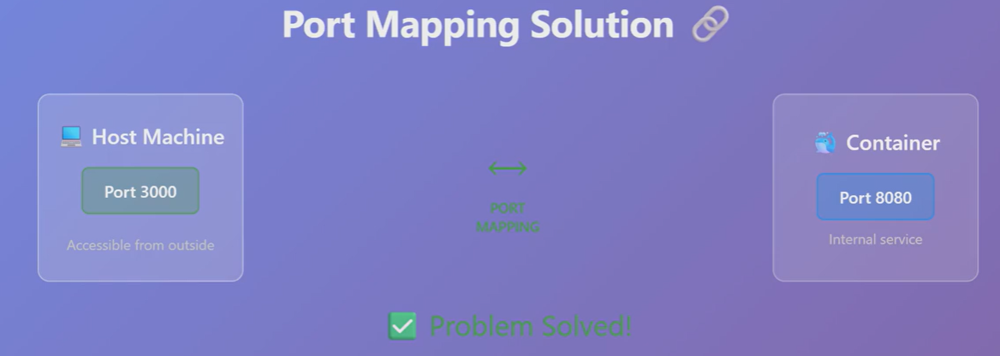 Port Mapping Solution
Host Machine
Port 3000
Accessible from outside
PORT
MAPPING
Container
Port 8080
Internal service
Problem Solved!